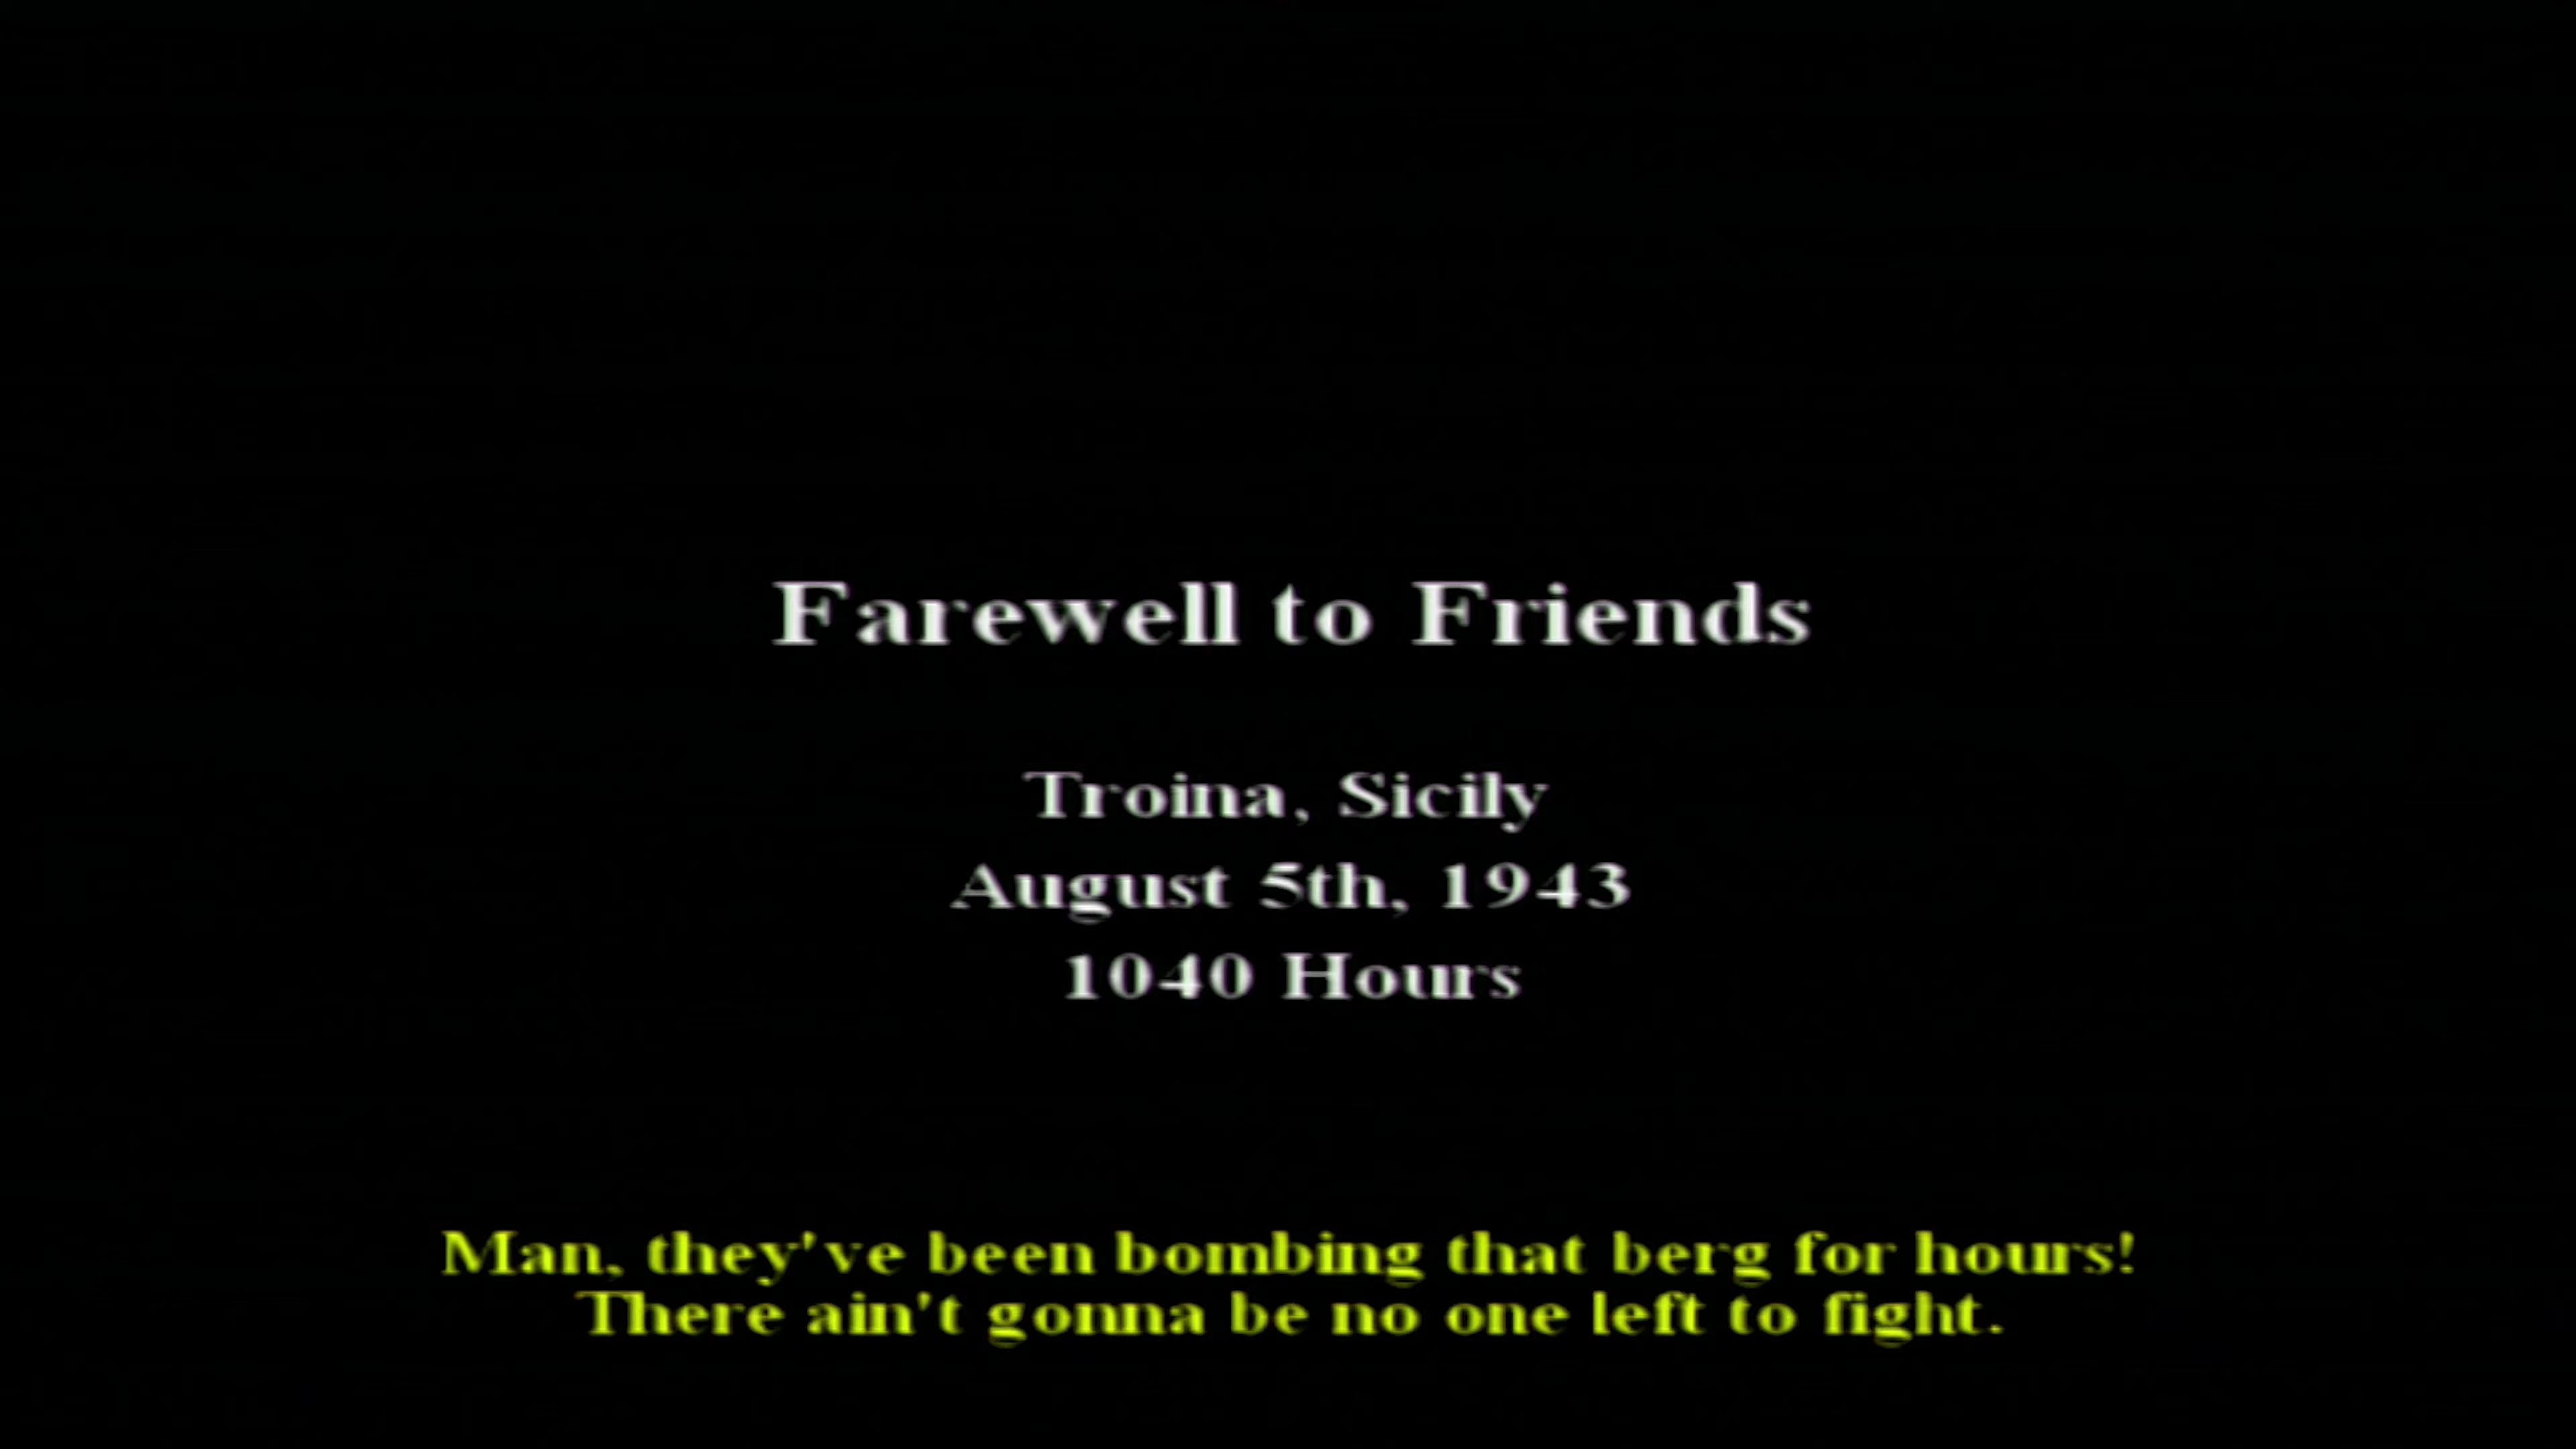 Farewell to Friends
Troina, Sicily
August 5th, 1943
1040 Hours
Man, they've been bombing that berg for hours!
There ain't gonna be no one left to fight.